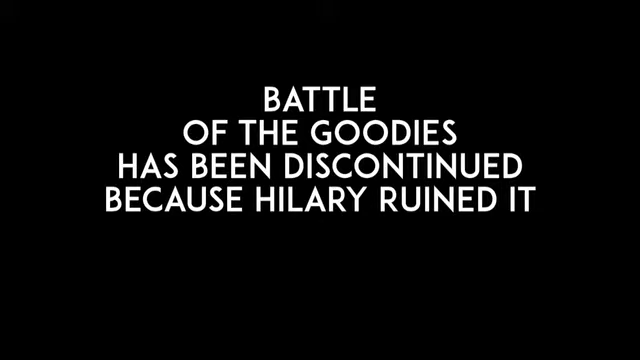 BATTLE
OF THE GOODIES
HAS BEEN DISCONTINUED
BECAUSE HILARY RUINED IT